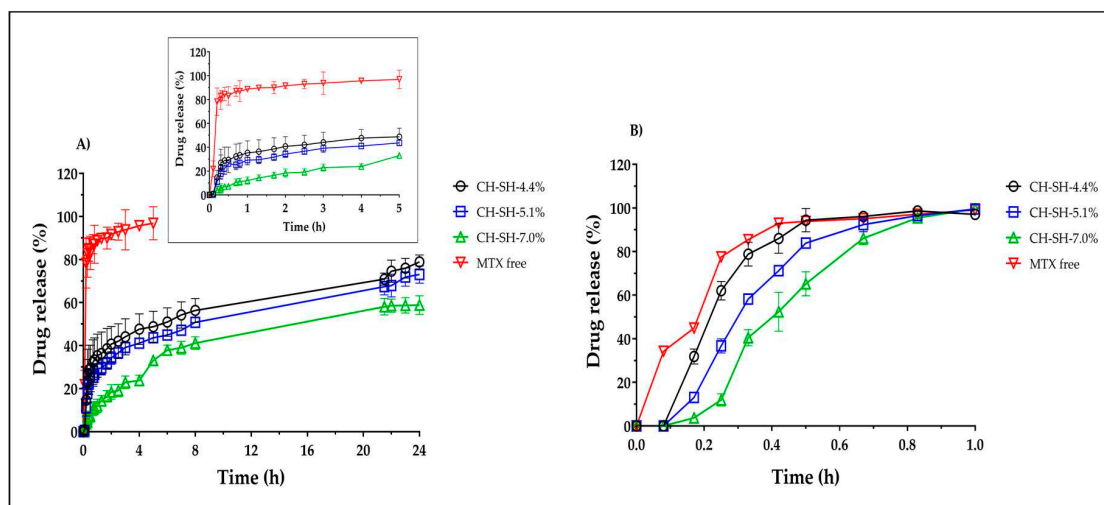 A)
Drug release (%)
120
100
80
60
40
20
0
0
1
2
3
4
5
Time (h)
Drug release (%)
120
100
80
60
40
20
0
0
4
8
12
16
20
24
Time (h)
CH-SH-4.4%
CH-SH-5.1%
CH-SH-7.0%
MTX free
B)
Drug release (%)
120
100
80
60
40
20
0
0.0
0.2
0.4
0.6
0.8
1.0
Time (h)
CH-SH-4.4%
CH-SH-5.1%
CH-SH-7.0%
MTX free